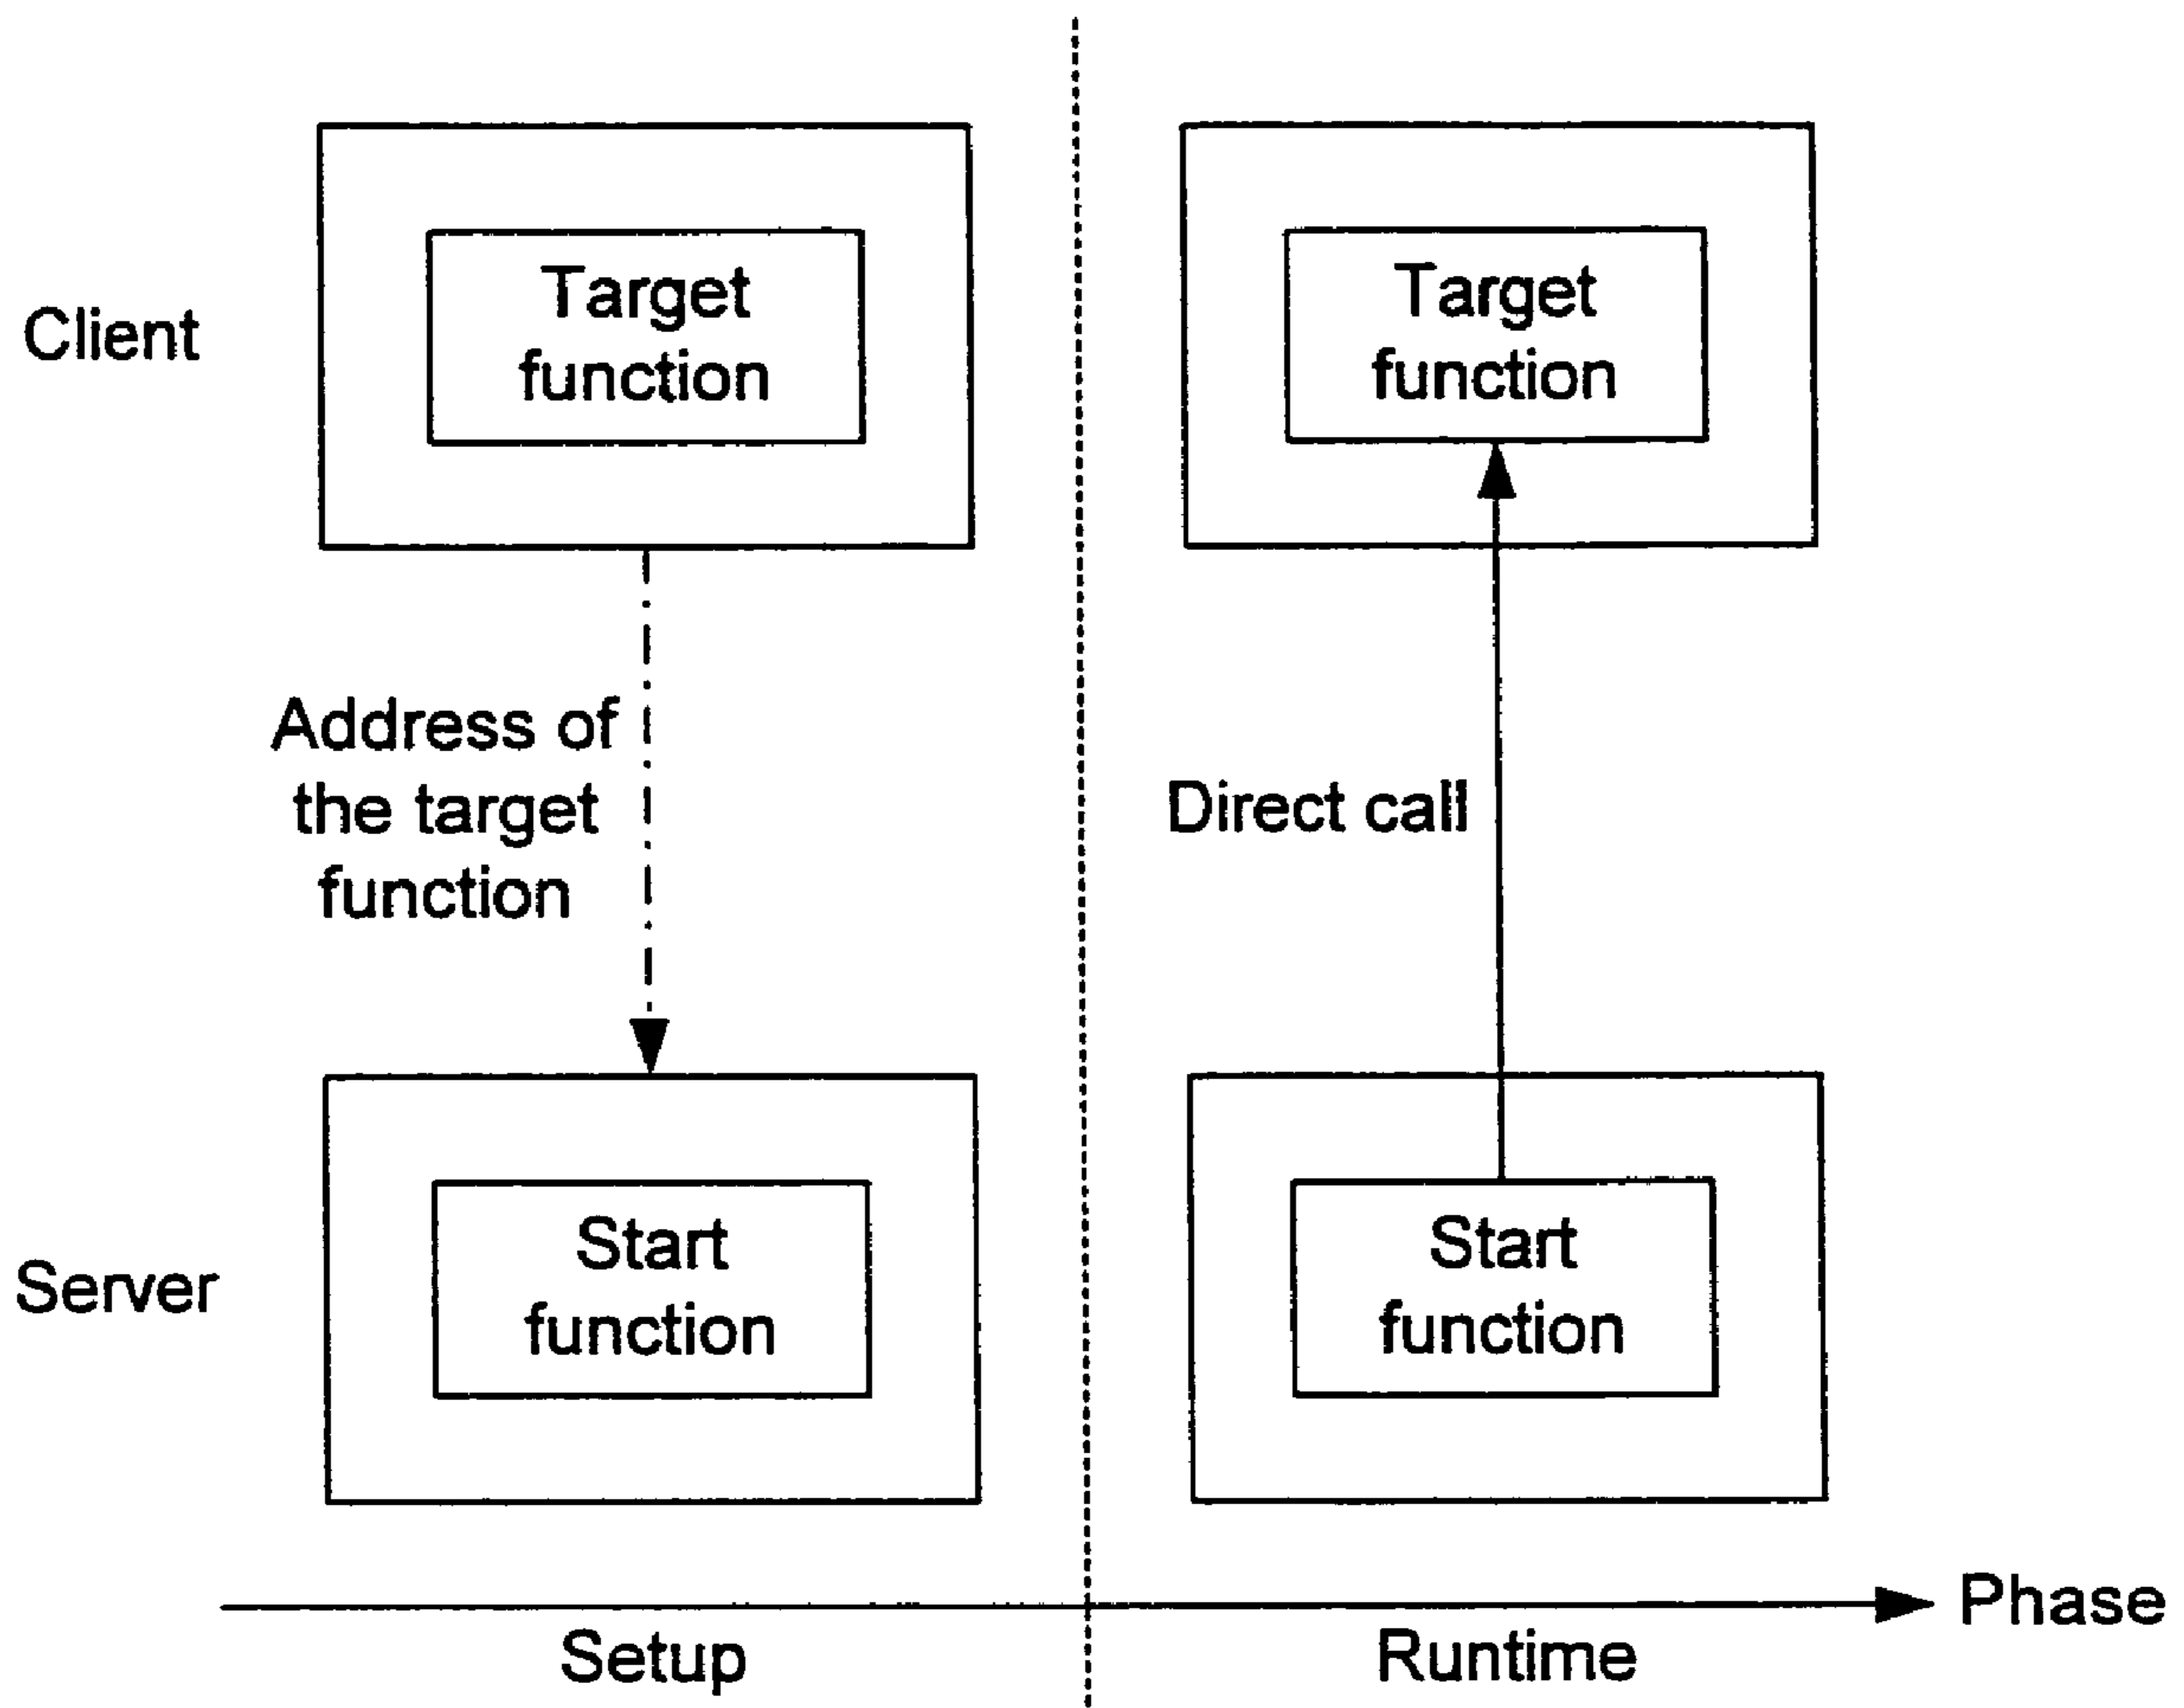 Client
Target
function
Target
function
Address of
the target
function
Direct call
Server
Start
function
Start
function
Phase
Setup
Runtime